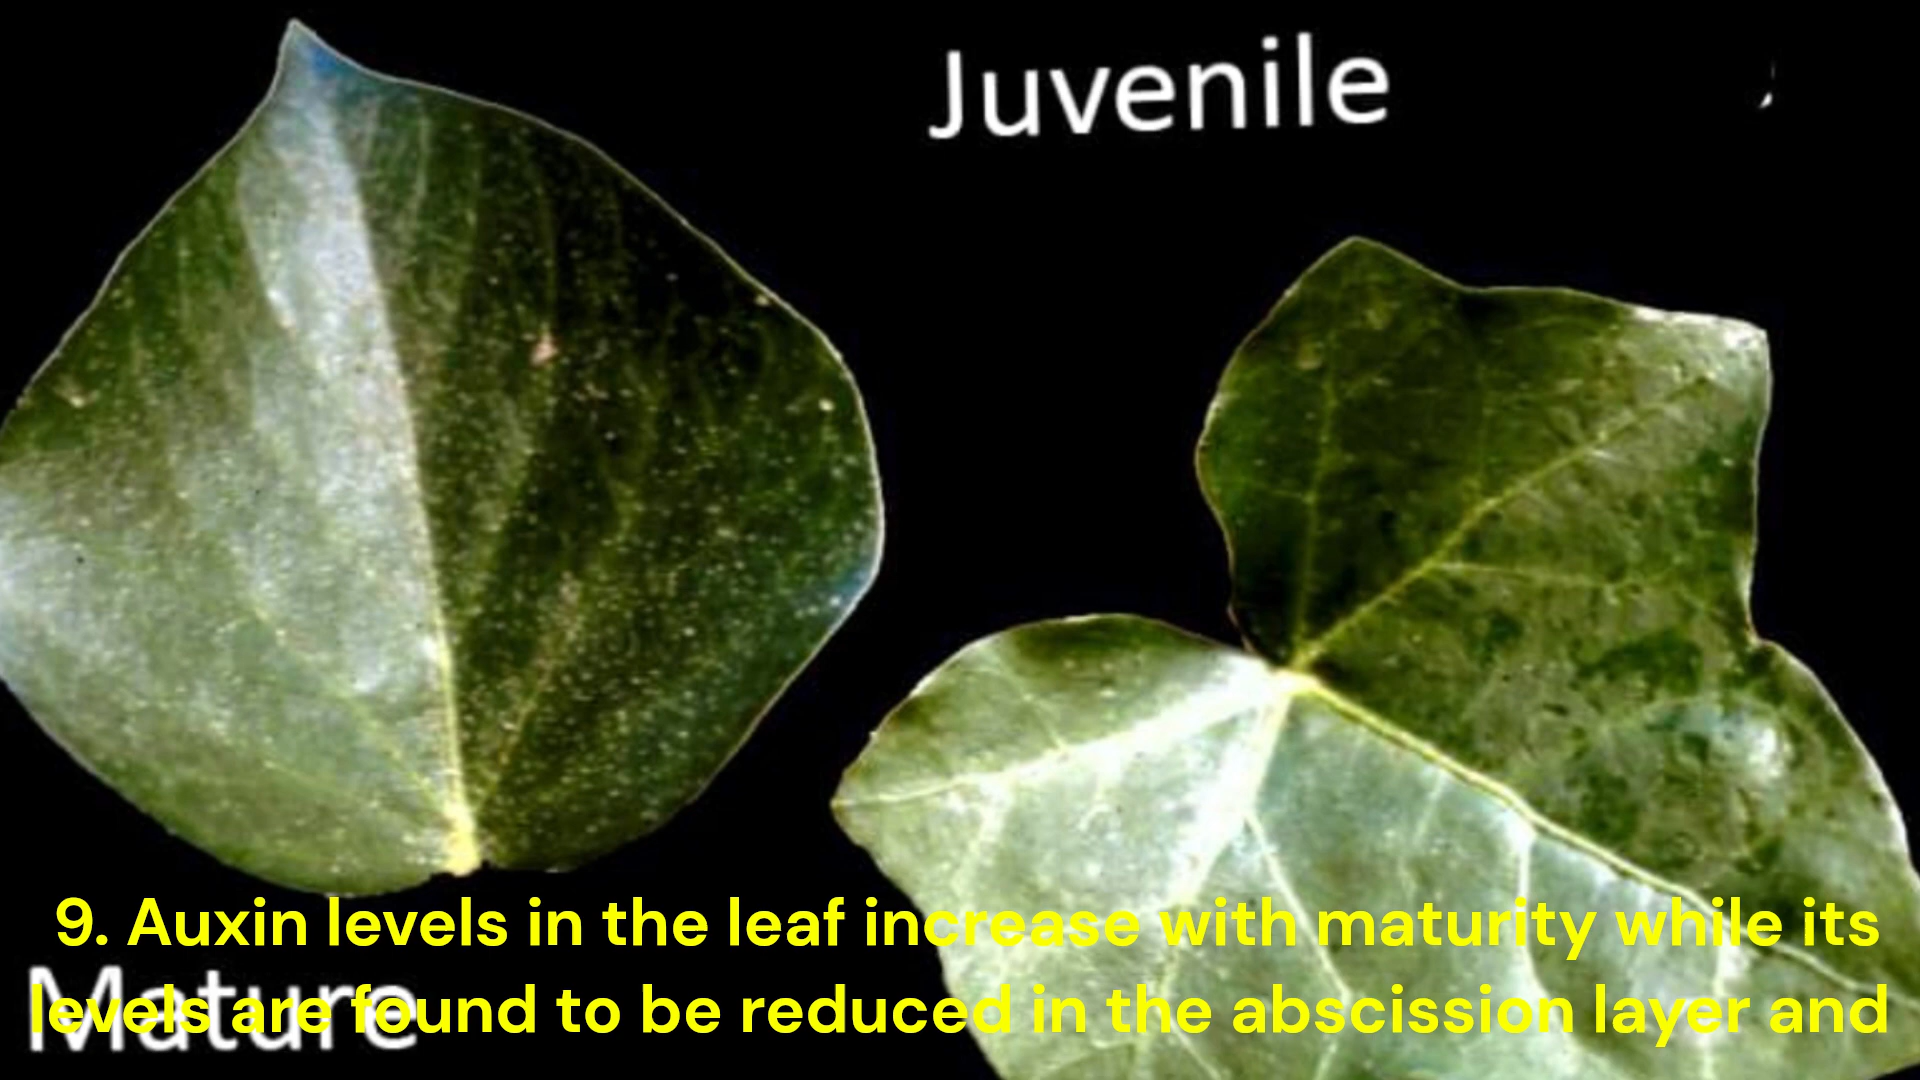 Juvenile
9. Auxin levels in the leaf increase with maturity while its
levels are found to be reduced in the abscission layer and
Mature